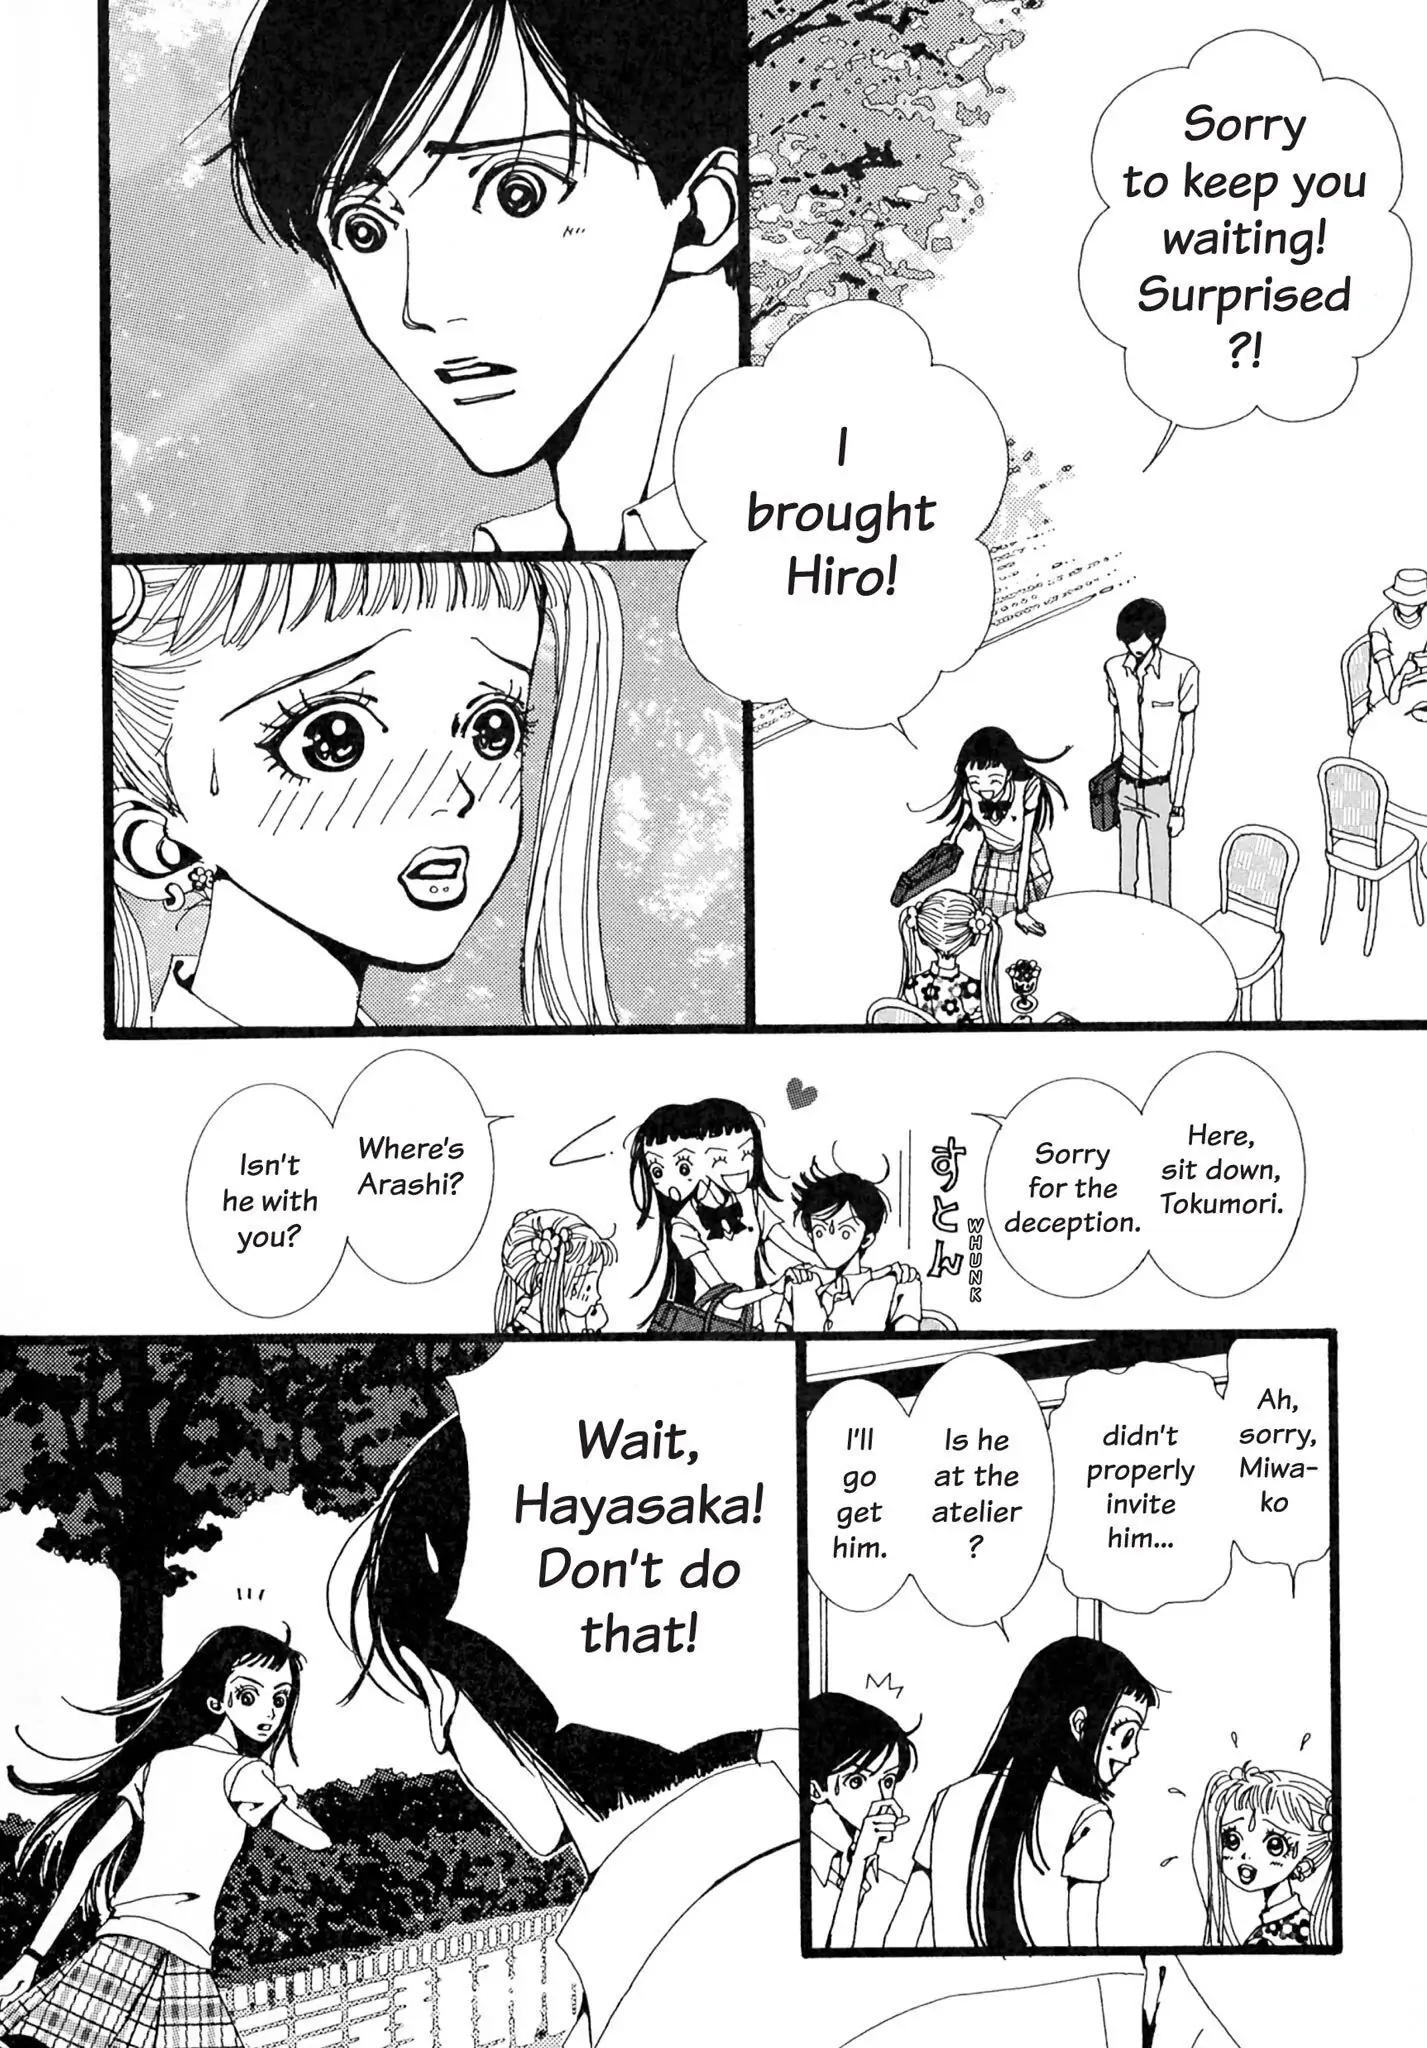 Sorry
to keep you
waiting!
Surprised
?!
I
brought
Hiro!
Here,
sit down,
Tokumori.
Sorry
for the
deception.
すとん
WHUNK
Where's
Arashi?
Isn't
he with
you?
Ah,
sorry,
Miwa-
ko
didn't
properly
invite
him...
Is he
at the
atelier
?
I'll
go
get
him.
Wait,
Hayasaka!
Don't do
that!